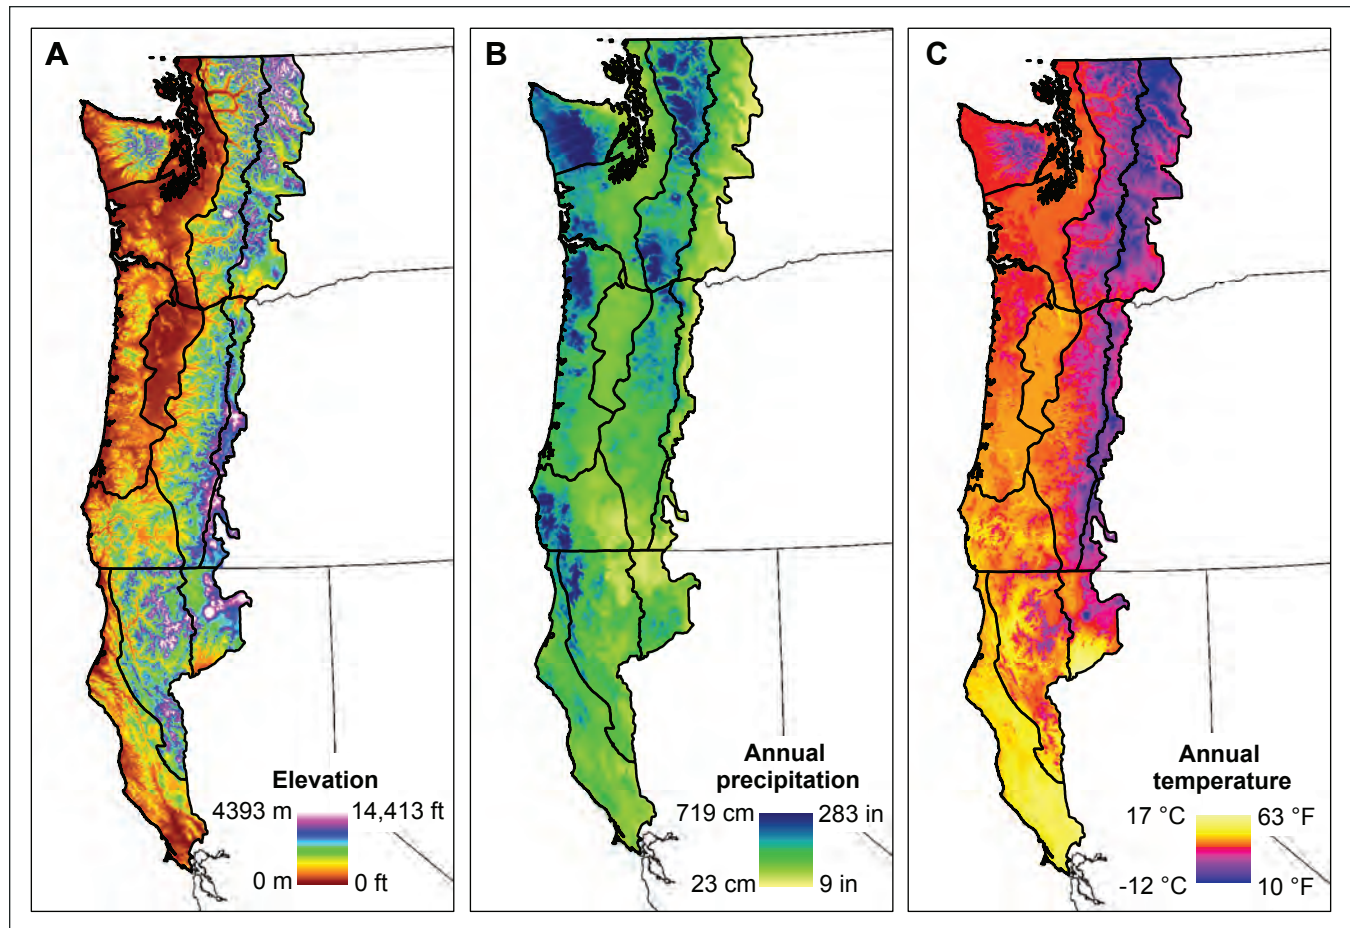 A
B
C
Elevation
4393 m 14,413 ft
0 m 0 ft
Annual
precipitation
719 cm 283 in
23 cm 9 in
Annual
temperature
17 °C 63 °F
-12 °C 10 °F